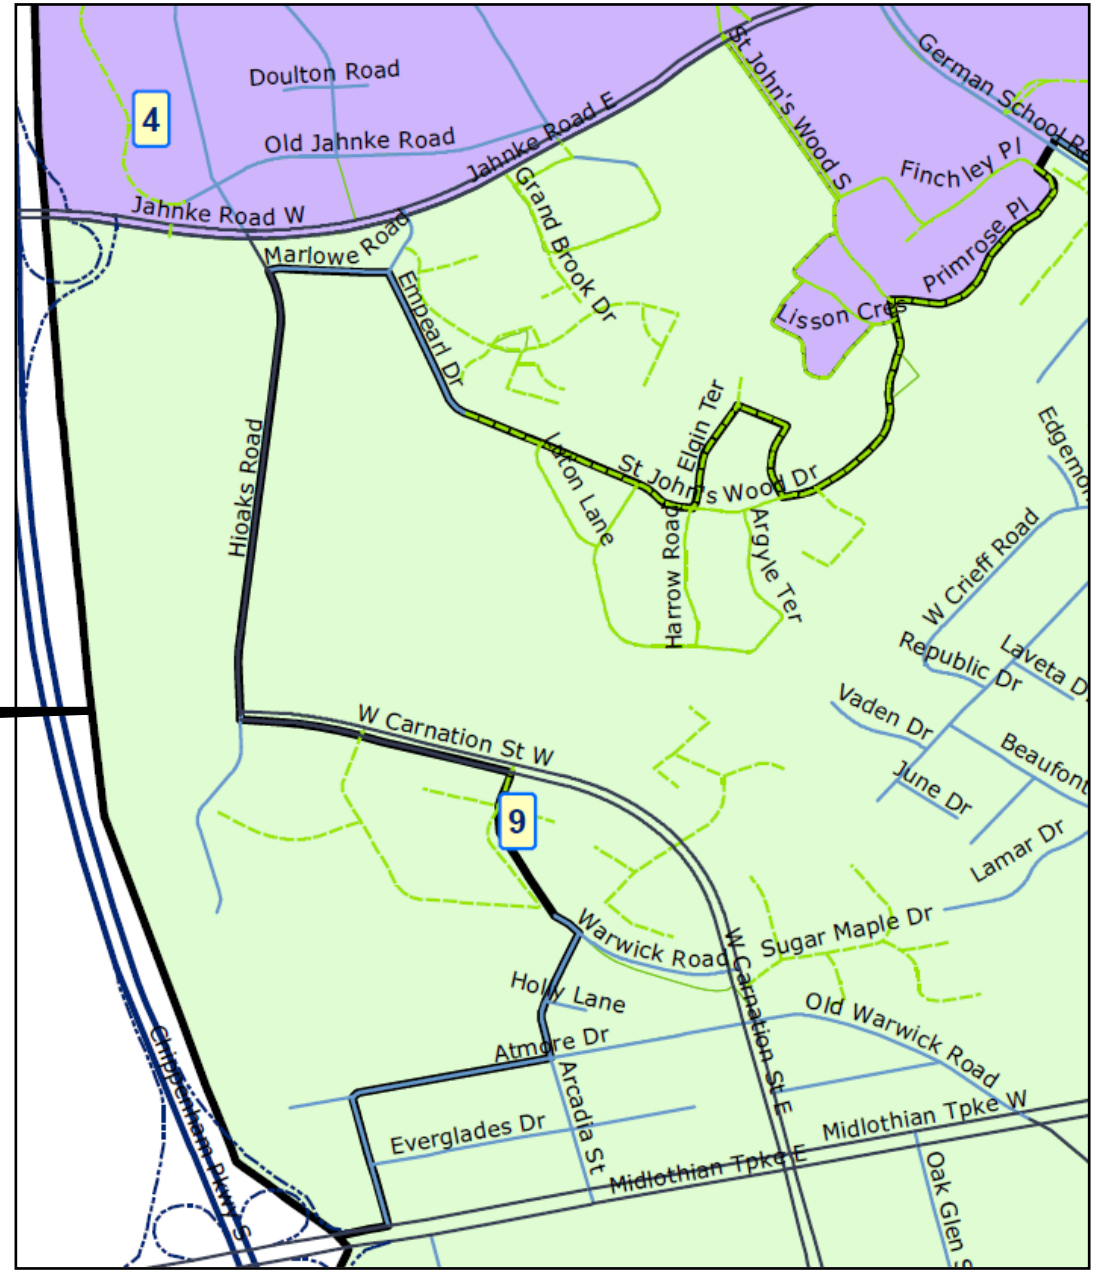 St John's Wood S
German School R
Doulton Road
4
Old Jahnke Road
Jahnke Road E
Finchley Pl
Grand Brook Dr
Jahnke Road W
Primrose Pl
Marlowe Road
Empearl Dr
Lisson Cres
Elgin Ter
Edgemo
Hioaks Road
Luton Lane
St John's Wood Dr
Harrow Road
Argyle Ter
W Crieff Road
Republic Dr
Laveta D
Vaden Dr
W Carnation St W
Beaufont
June Dr
9
Lamar Dr
Warwick Road
Sugar Maple Dr
W Carnation St E
Holly Lane
Old Warwick Road
Atmore Dr
Chippenham Pkwy S
Arcadia St
Everglades Dr
Midlothian Tpke W
Midlothian Tpke E
Oak Glen S